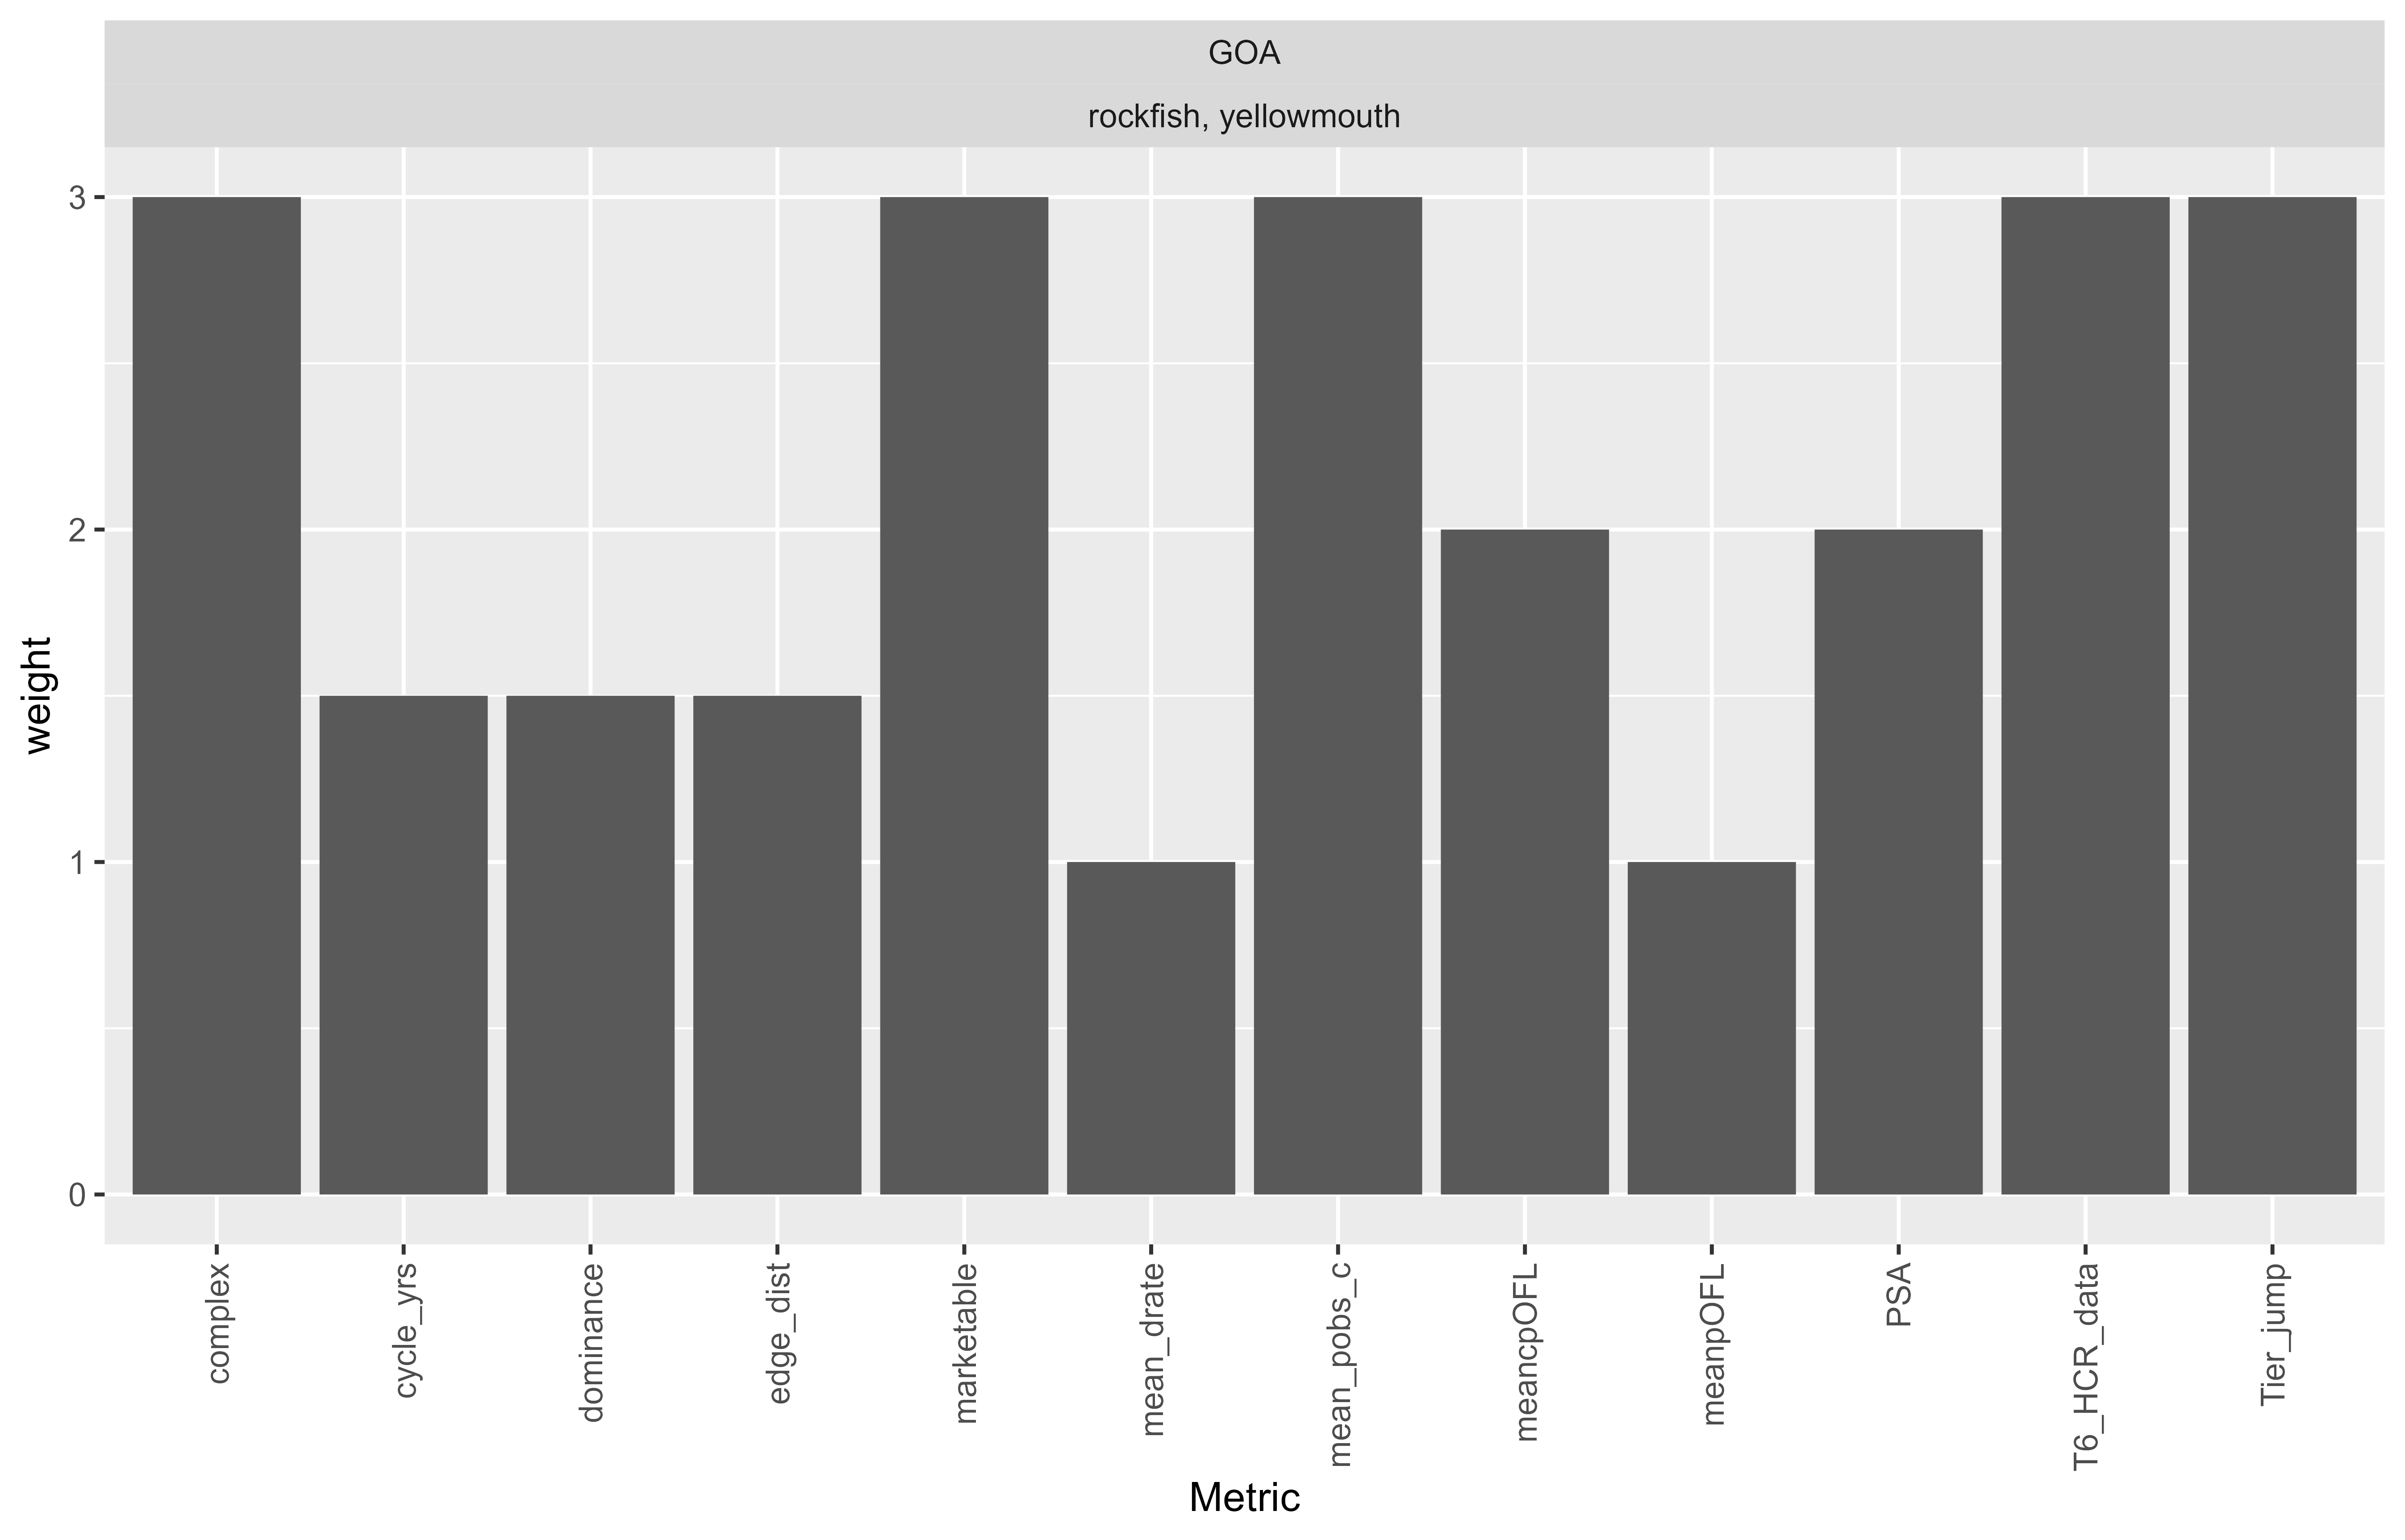 GOA
rockfish, yellowmouth
3
2
1
0
weight
complex
cycle_yrs
dominance
edge_dist
marketable
mean_drate
mean_pobs_c
meancpOFL
meanpOFL
PSA
T6_HCR_data
Tier_jump
Metric